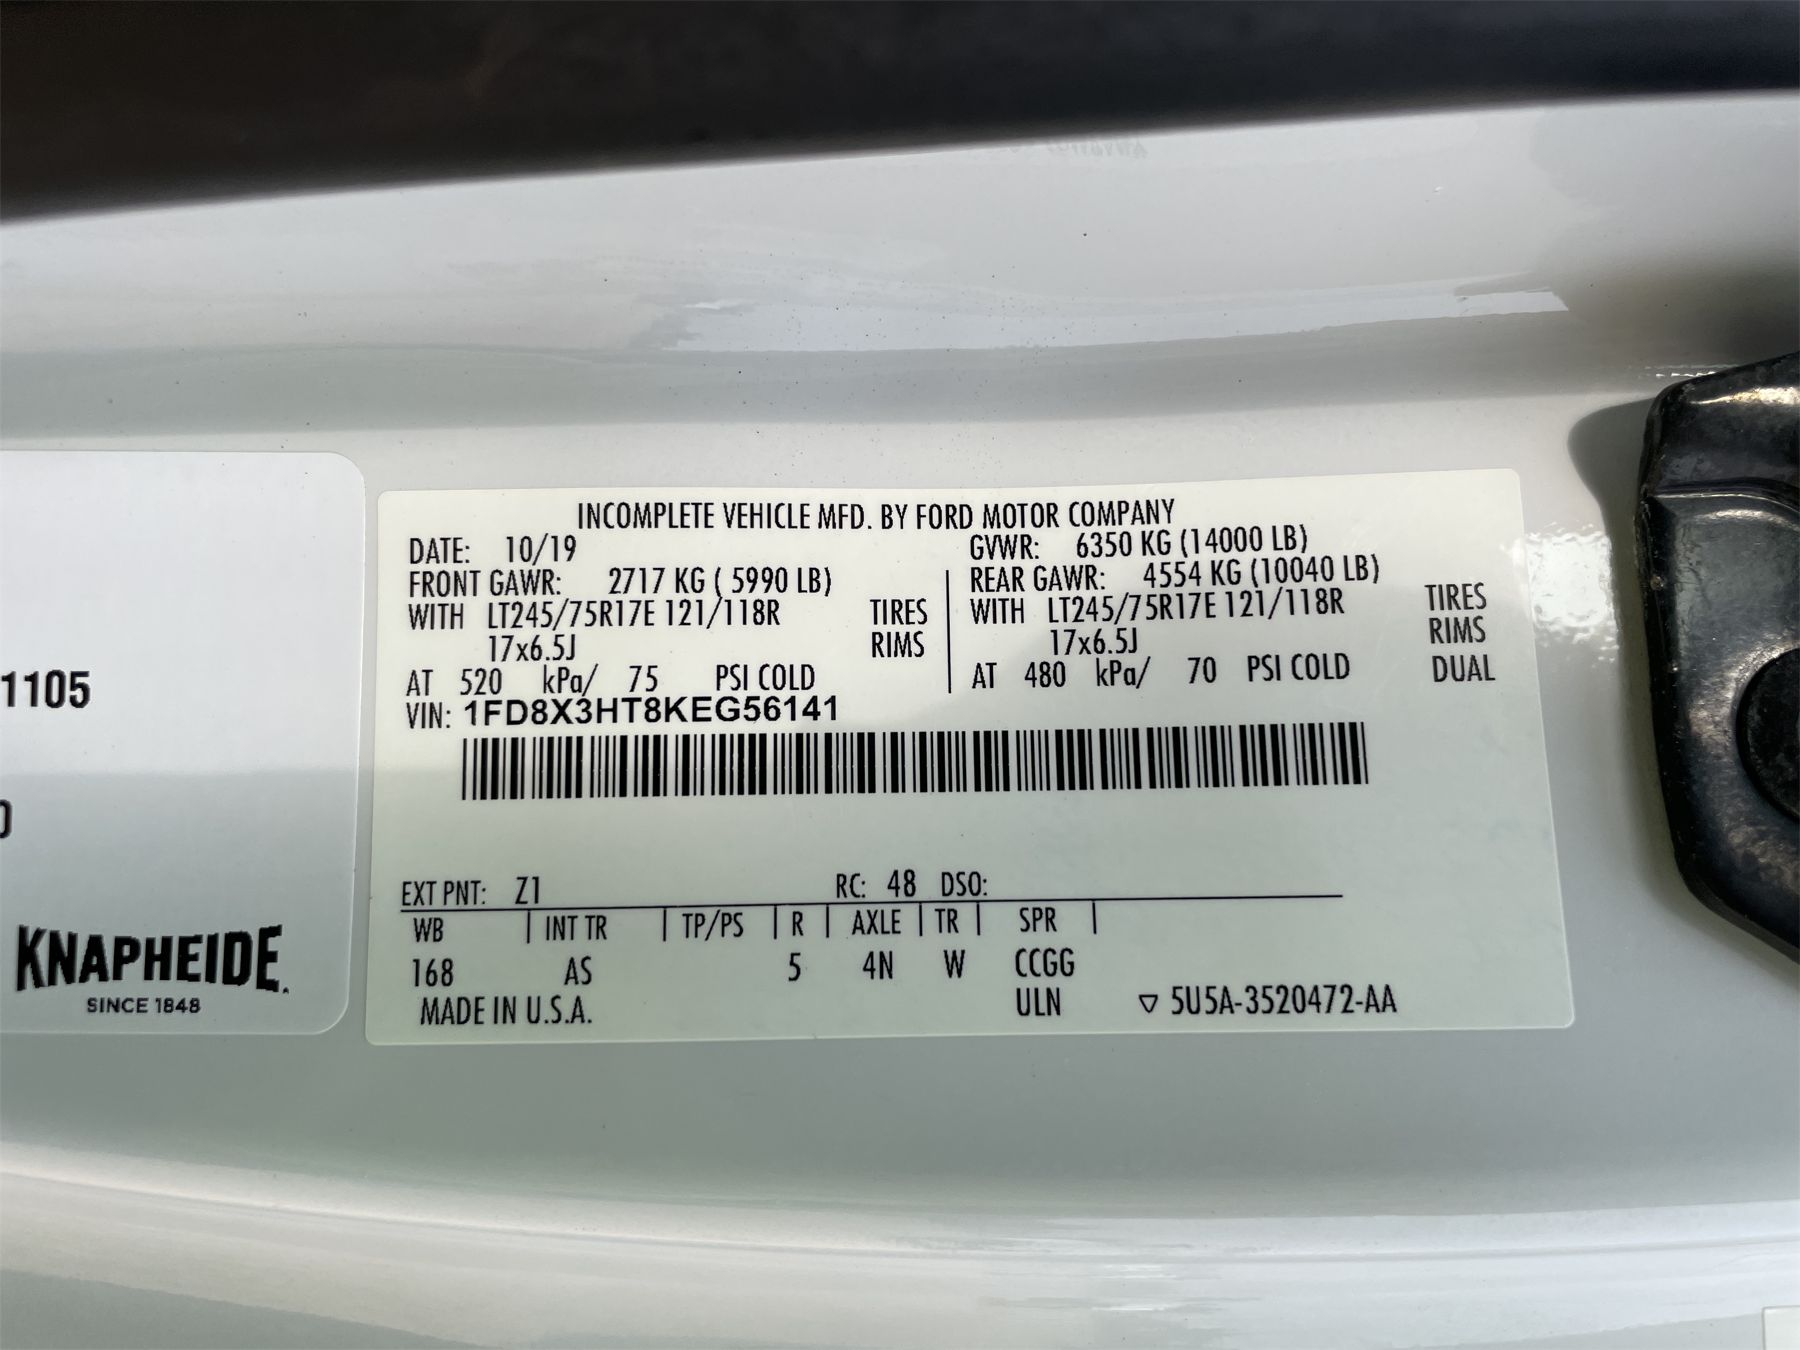 INCOMPLETE VEHICLE MFD. BY FORD MOTOR COMPANY
DATE: 10/19 GVWR: 6350 KG (14000 LB)
FRONT GAWR: 2717 KG ( 5990 LB) REAR GAWR: 4554 KG (10040 LB)
WITH LT245/75R17E 121/118R TIRES WITH LT245/75R17E 121/118R TIRES
17x6.5J RIMS 17x6.5J RIMS
AT 520 kPa/ 75 PSI COLD AT 480 kPa/ 70 PSI COLD DUAL
VIN: 1FD8X3HT8KEG56141
EXT PNT: Z1 RC: 48 DSO:
WB | INT TR | TP/PS | R | AXLE | TR | SPR |
168 AS 5 4N W CCGG
MADE IN U.S.A. ULN ▽ 5U5A-3520472-AA
1105
KNAPHEIDE
SINCE 1848